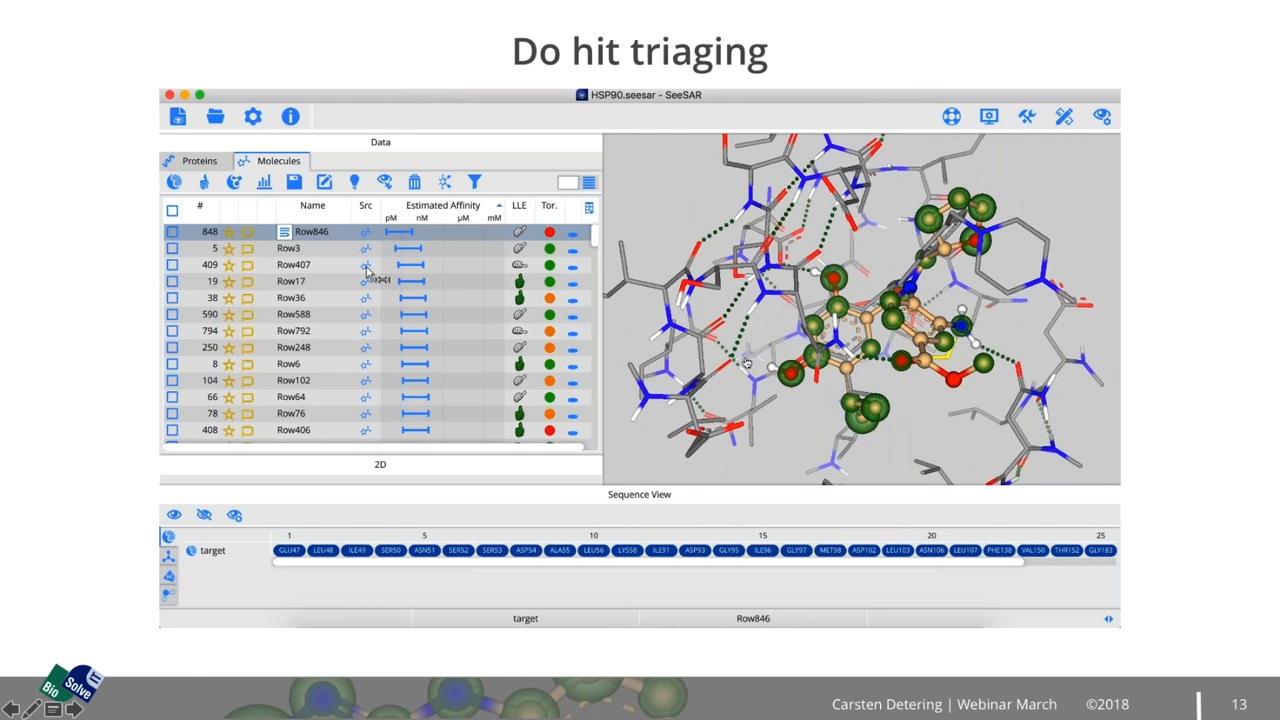 Do hit triaging
HSP90.seesar - SeeSAR
Data
Proteins Molecules
# Name Src Estimated Affinity LLE Tor.
pM nM µM mM
848 Row846
5 Row3
409 Row407
19 Row17
38 Row36
590 Row588
794 Row792
250 Row248
8 Row6
104 Row102
66 Row64
78 Row76
408 Row406
2D
Sequence View
1 5 10 15 20 25
target GLU47 LEU48 ILE49 SER50 ASN51 SER52 SER53 ASP54 ALA55 LEU56 LYS58 ILE91 ASP93 GLY95 ILE96 GLY97 MET98 ASP102 LEU103 ASN106 LEU107 PHE138 VAL150 THR152 GLY183
target Row846
Bio Solve IT
Carsten Detering | Webinar March ©2018 13